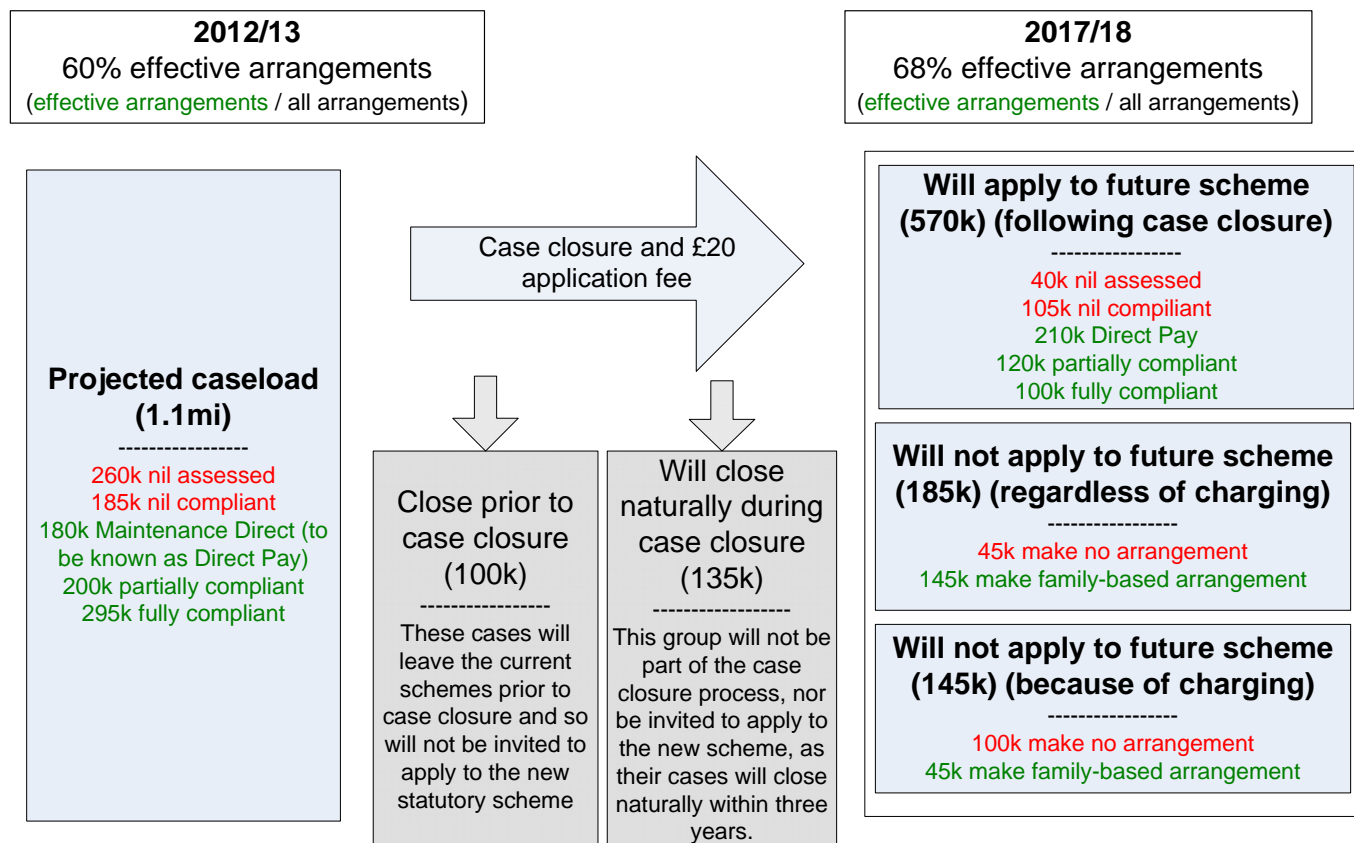 2012/13
60% effective arrangements
(effective arrangements / all arrangements)
2017/18
68% effective arrangements
(effective arrangements / all arrangements)
Projected caseload
(1.1mi)
-----------------
260k nil assessed
185k nil compliant
180k Maintenance Direct (to
be known as Direct Pay)
200k partially compliant
295k fully compliant
Case closure and £20
application fee
Close prior to
case closure
(100k)
-----------------
These cases will
leave the current
schemes prior to
case closure and so
will not be invited to
apply to the new
statutory scheme
Will close
naturally during
case closure
(135k)
------------------
This group will not be
part of the case
closure process, nor
be invited to apply to
the new scheme, as
their cases will close
naturally within three
years.
Will apply to future scheme
(570k) (following case closure)
-----------------
40k nil assessed
105k nil compiliant
210k Direct Pay
120k partially compliant
100k fully compliant
Will not apply to future scheme
(185k) (regardless of charging)
-----------------
45k make no arrangement
145k make family-based arrangement
Will not apply to future scheme
(145k) (because of charging)
-----------------
100k make no arrangement
45k make family-based arrangement